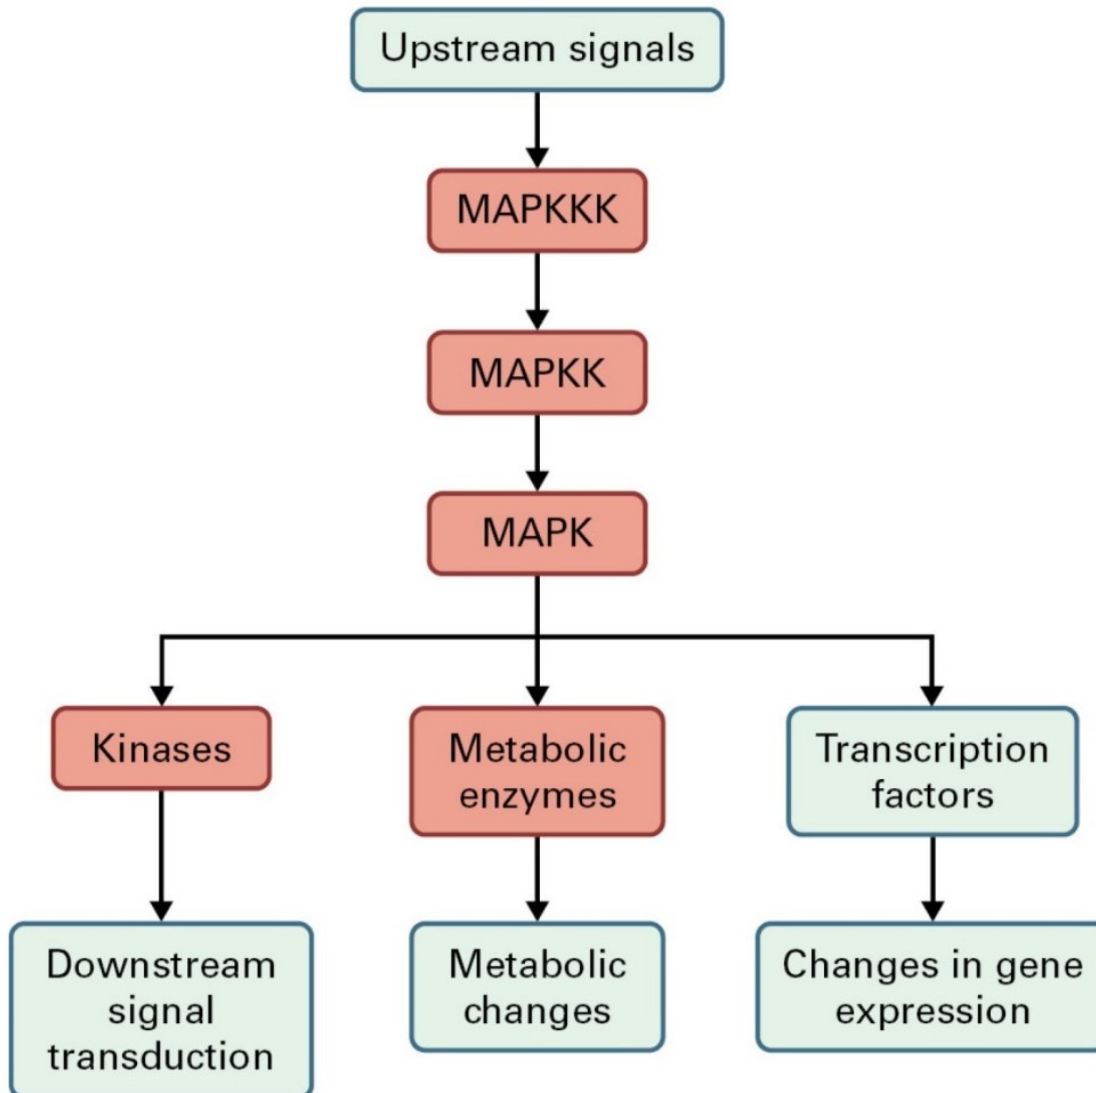 Upstream signals
MAPKKK
MAPKK
MAPK
Kinases
Metabolic
enzymes
Transcription
factors
Downstream
signal
transduction
Metabolic
changes
Changes in gene
expression